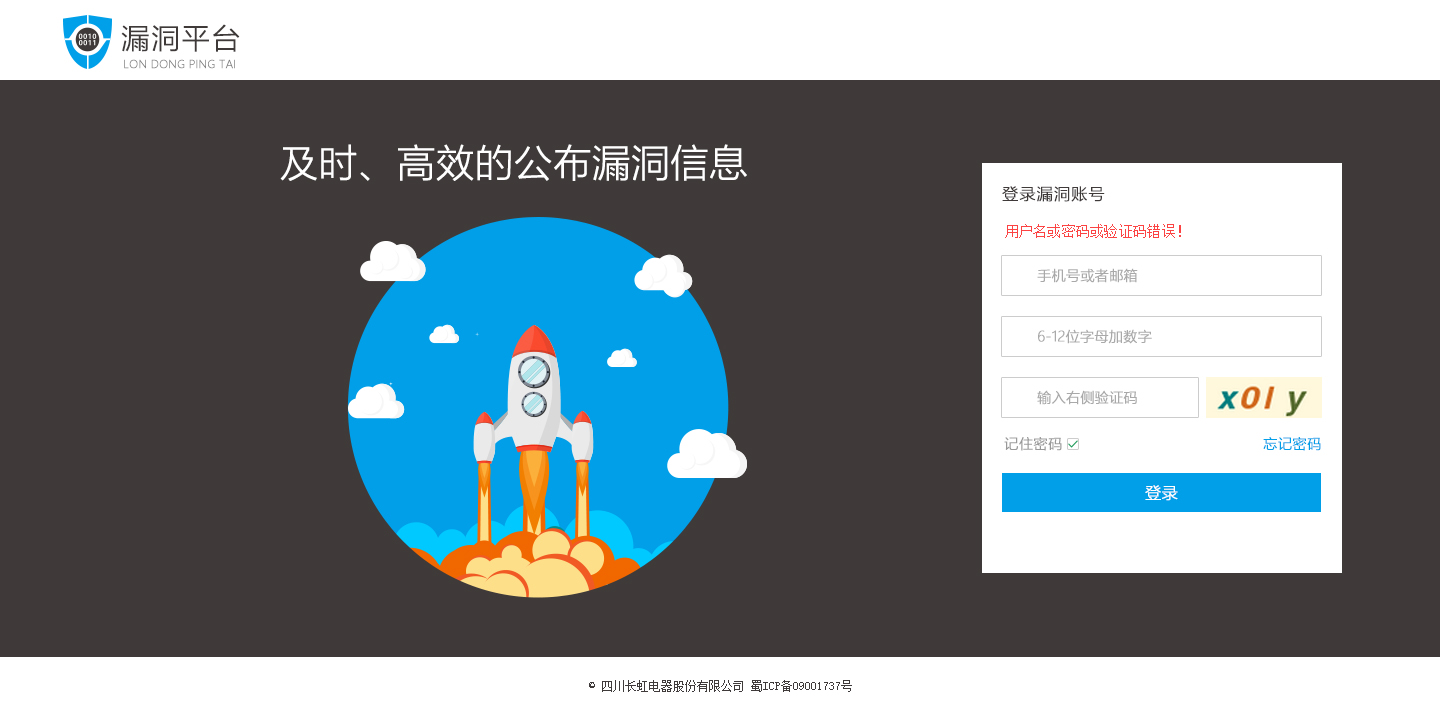 0010
0011
漏洞平台
LON DONG PING TAI
及时、高效的公布漏洞信息
登录漏洞账号
用户名或密码或验证码错误!
手机号或者邮箱
6-12位字母加数字
输入右侧验证码
x0l y
记住密码
忘记密码
登录
© 四川长虹电器股份有限公司 蜀ICP备09001737号